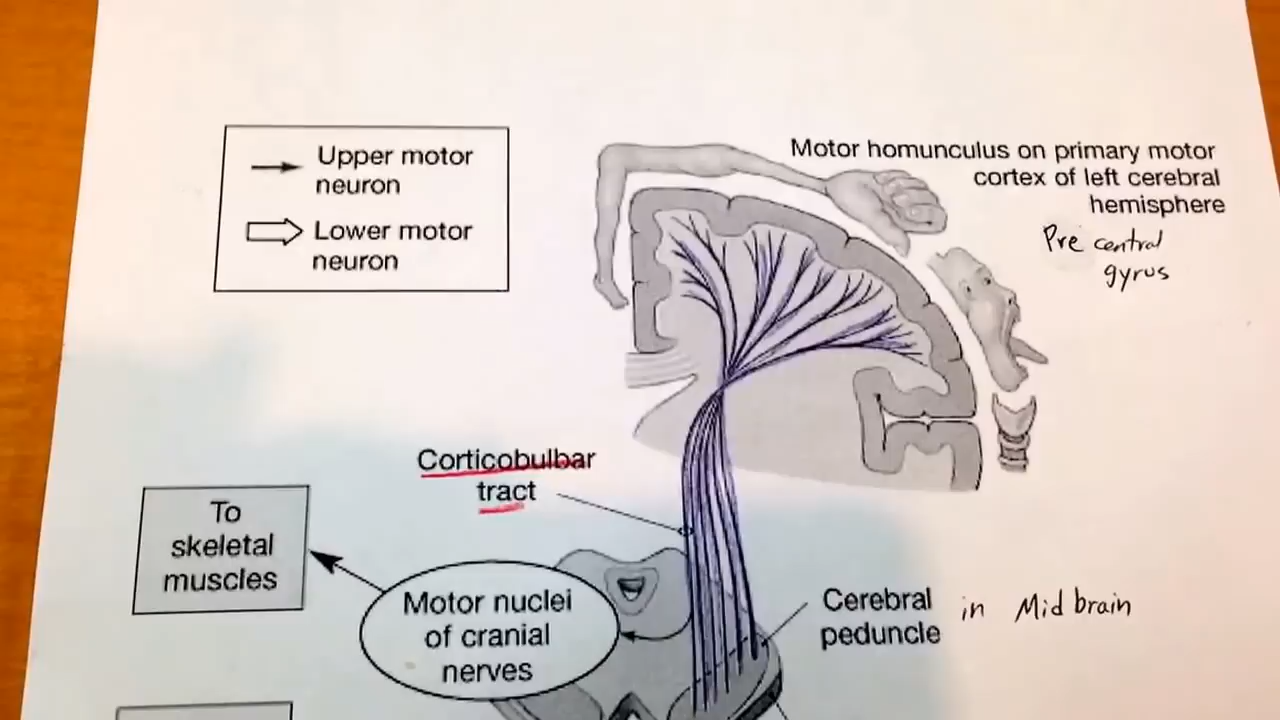 Upper motor
neuron
Lower motor
neuron
Motor homunculus on primary motor
cortex of left cerebral
hemisphere
Pre central
gyrus
Corticobulbar
tract
To
skeletal
muscles
Motor nuclei
of cranial
nerves
Cerebral
peduncle
in Mid brain